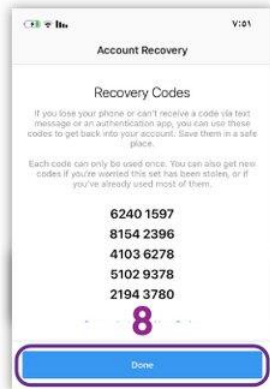 ۷:۵۱
Account Recovery
Recovery Codes
If you lose your phone or can't receive a code via text
message or an authentication app, you can use these
codes to get back into your account. Save them in a safe
place.
Each code can only be used once. You can also get new
codes if you're worried this set has been stolen, or if
you've already used most of them.
6240 1597
8154 2396
4103 6278
5102 9378
2194 3780
8
Done